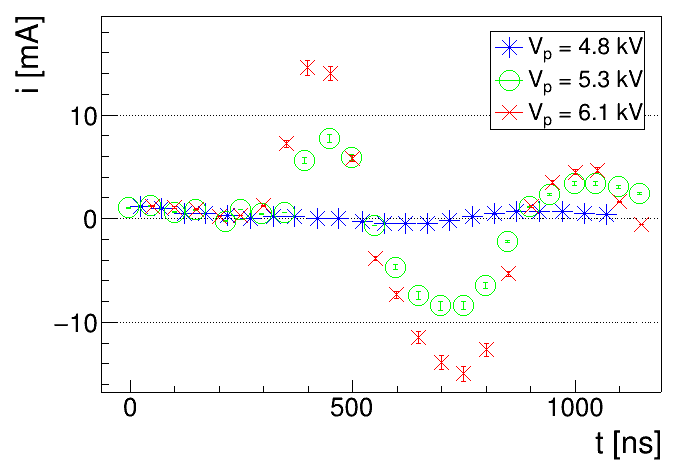 i [mA]
V_p = 4.8 kV
V_p = 5.3 kV
V_p = 6.1 kV
10
0
−10
0 500 1000
t [ns]